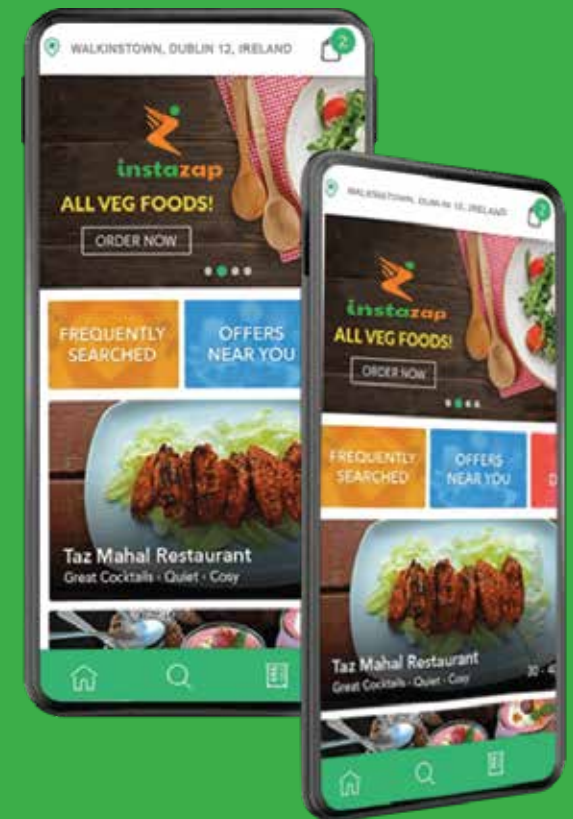 WALKINSTOWN, DUBLIN 12, IRELAND
2
instazap
ALL VEG FOODS!
ORDER NOW
FREQUENTLY
SEARCHED
OFFERS
NEAR YOU
Taz Mahal Restaurant
Great Cocktails - Quiet - Cosy
WALKINSTOWN, DUBLIN 12, IRELAND
2
instazap
ALL VEG FOODS!
ORDER NOW
FREQUENTLY
SEARCHED
OFFERS
NEAR YOU
D
Taz Mahal Restaurant
30 - 4
Great Cocktails - Quiet - Cosy